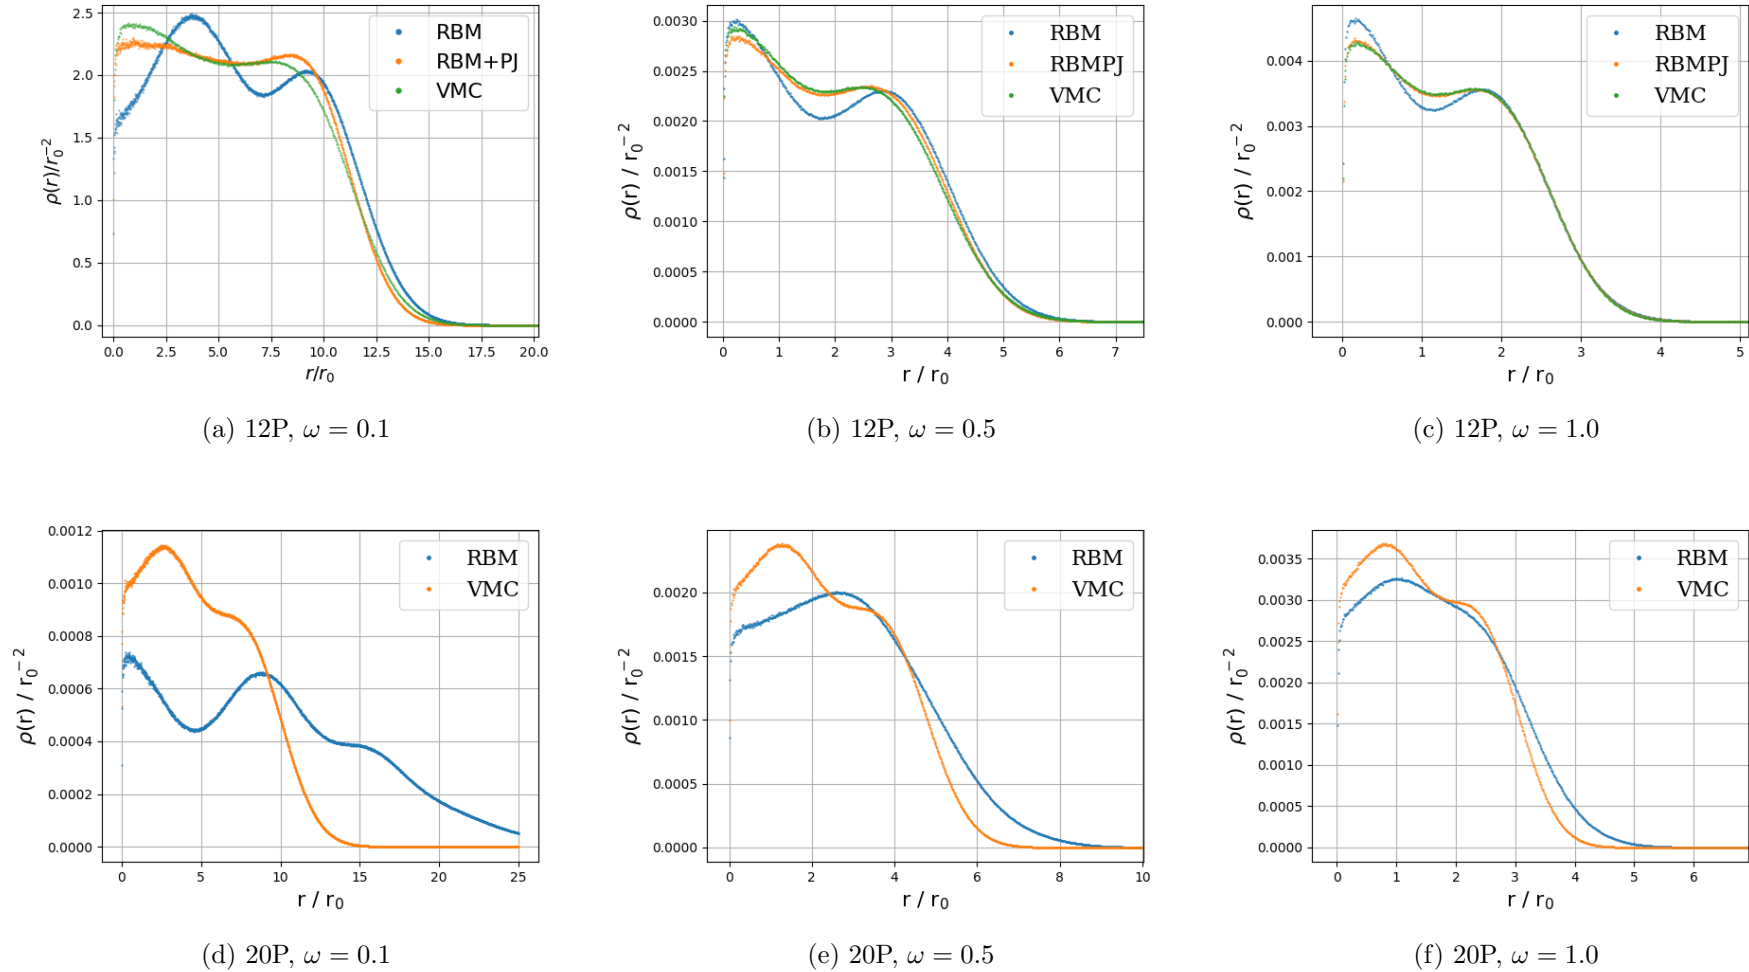 2.5
2.0
1.5
1.0
0.5
0.0
ρ(r)/r₀⁻²
RBM
RBM+PJ
VMC
0.0 2.5 5.0 7.5 10.0 12.5 15.0 17.5 20.0
r/r₀
(a) 12P, ω = 0.1
0.0030
0.0025
0.0020
0.0015
0.0010
0.0005
0.0000
ρ(r) / r₀⁻²
RBM
RBMPJ
VMC
0 1 2 3 4 5 6 7
r / r₀
(b) 12P, ω = 0.5
0.004
0.003
0.002
0.001
0.000
ρ(r) / r₀⁻²
RBM
RBMPJ
VMC
0 1 2 3 4 5
r / r₀
(c) 12P, ω = 1.0
0.0012
0.0010
0.0008
0.0006
0.0004
0.0002
0.0000
ρ(r) / r₀⁻²
RBM
VMC
0 5 10 15 20 25
r / r₀
(d) 20P, ω = 0.1
0.0020
0.0015
0.0010
0.0005
0.0000
ρ(r) / r₀⁻²
RBM
VMC
0 2 4 6 8 10
r / r₀
(e) 20P, ω = 0.5
0.0035
0.0030
0.0025
0.0020
0.0015
0.0010
0.0005
0.0000
ρ(r) / r₀⁻²
RBM
VMC
0 1 2 3 4 5 6
r / r₀
(f) 20P, ω = 1.0